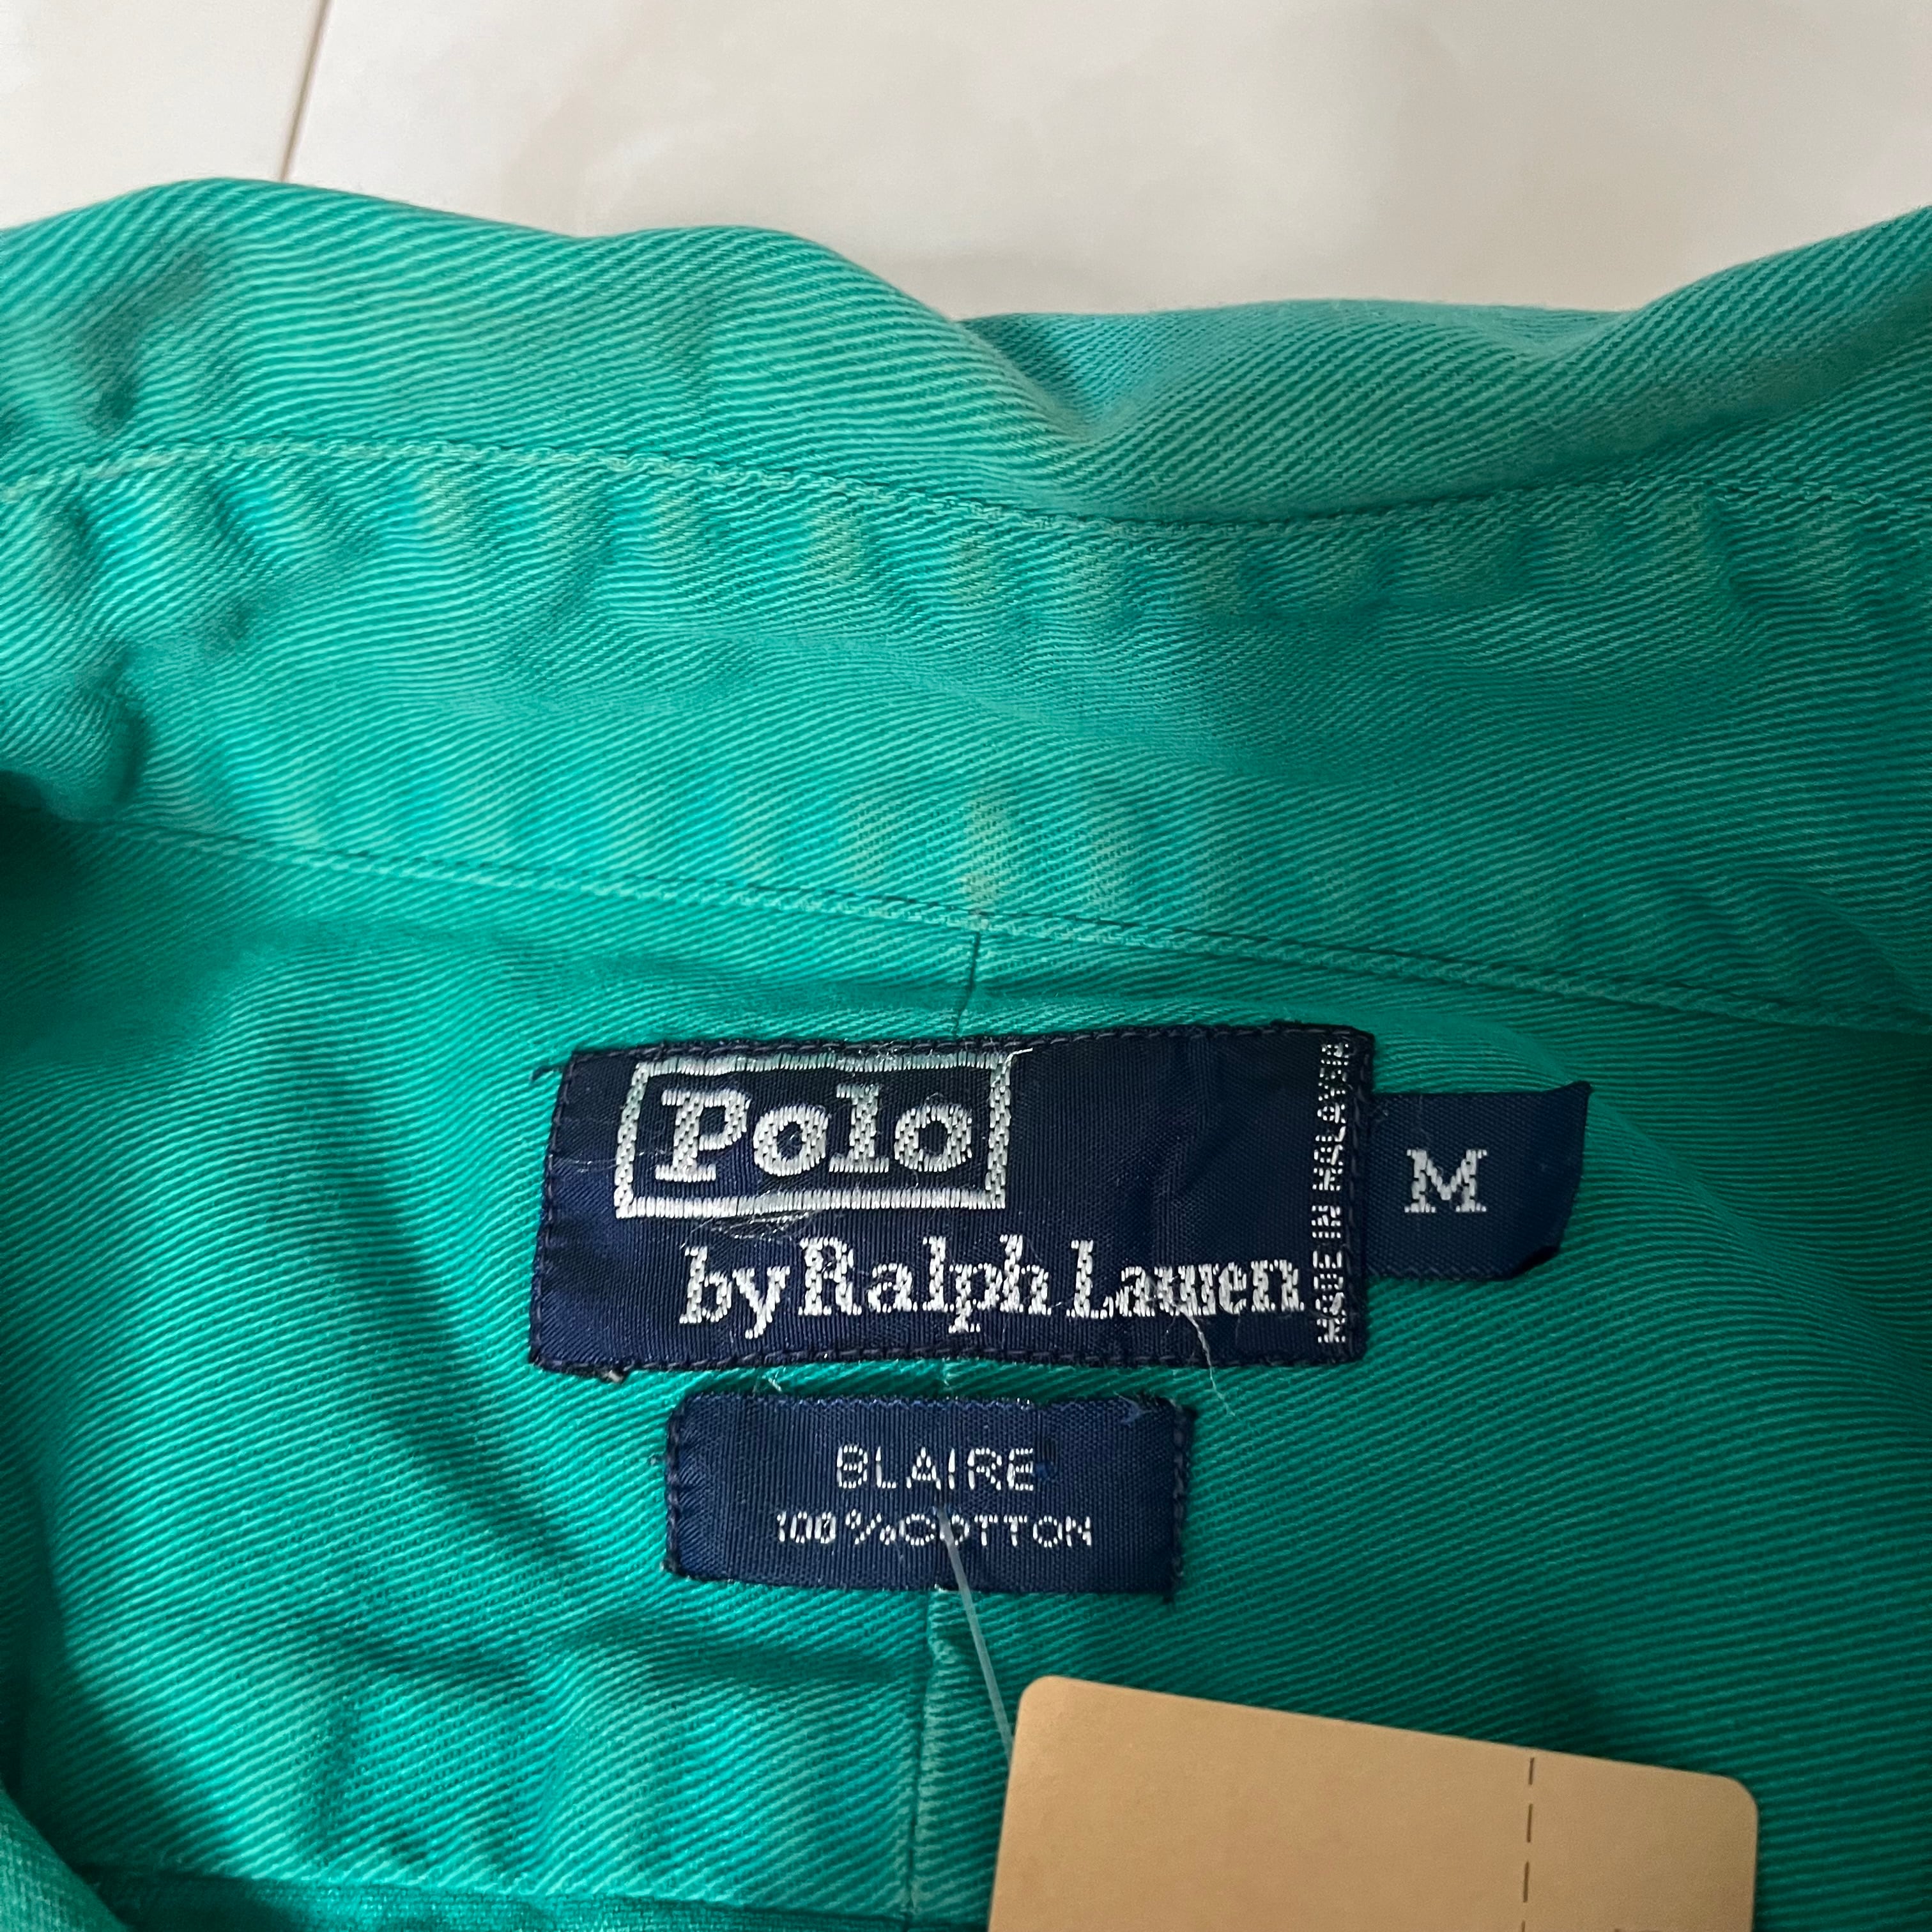 Polo
by Ralph Lauren
MADE IN MALAYSIA
M
BLAIRE
100%COTTON